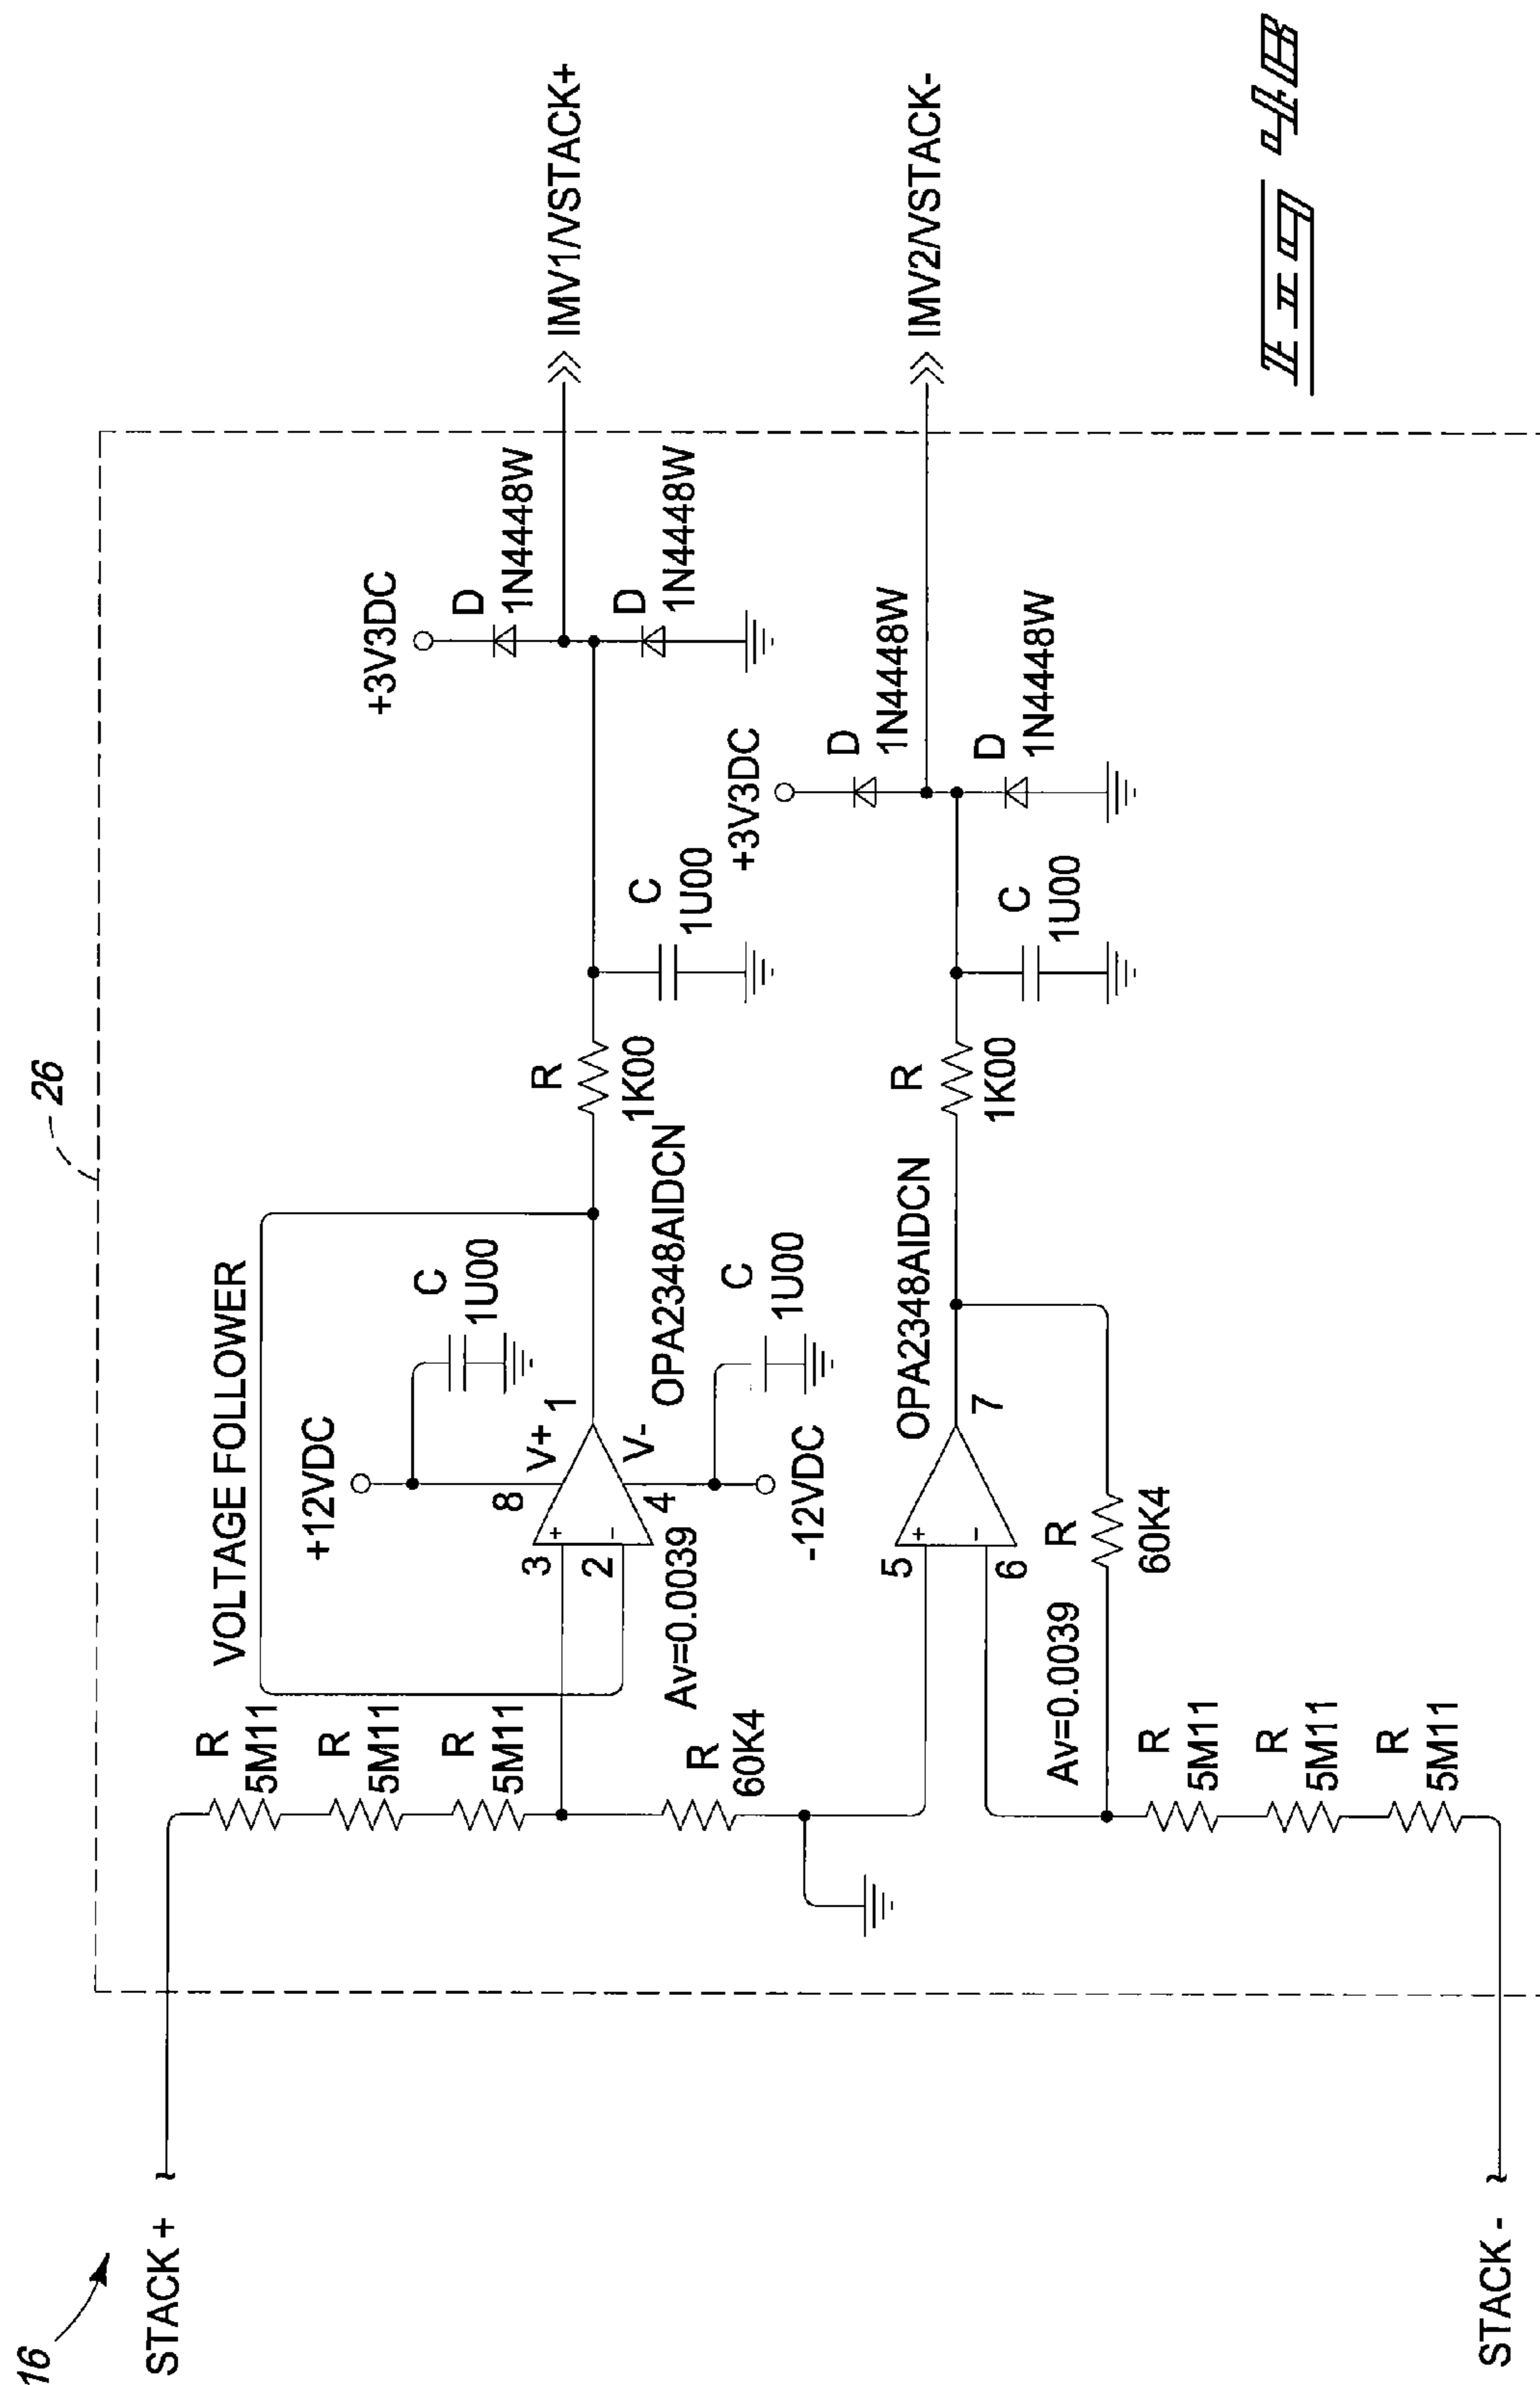 16
STACK +
STACK -
26
R
5M11
R
5M11
R
5M11
VOLTAGE FOLLOWER
+12VDC
C
1U00
8
V+
3
+
2
-
1
4
V-
Av=0.0039
OPA2348AIDCN
-12VDC
C
1U00
R
60K4
R
1K00
C
1U00
+3V3DC
D
1N4448W
D
1N4448W
IMV1/VSTACK+
5
+
6
-
7
OPA2348AIDCN
Av=0.0039
R
60K4
R
5M11
R
5M11
R
5M11
R
1K00
C
1U00
+3V3DC
D
1N4448W
D
1N4448W
IMV2/VSTACK-
FIG 4B